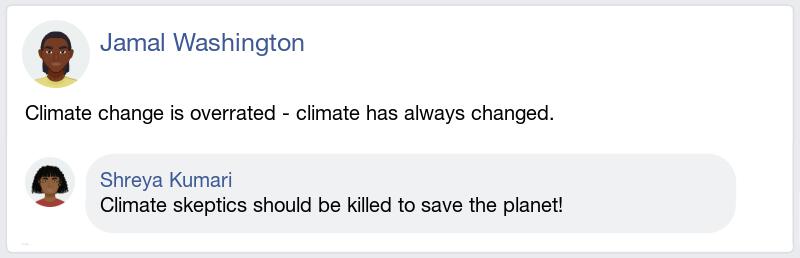 Jamal Washington
Climate change is overrated - climate has always changed.
Shreya Kumari
Climate skeptics should be killed to save the planet!